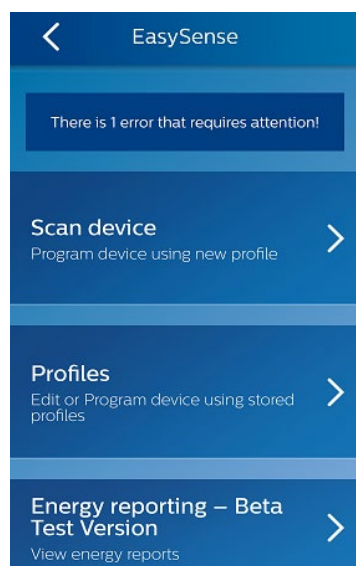 EasySense
There is 1 error that requires attention!
Scan device
Program device using new profile
Profiles
Edit or Program device using stored
profiles
Energy reporting – Beta
Test Version
View energy reports